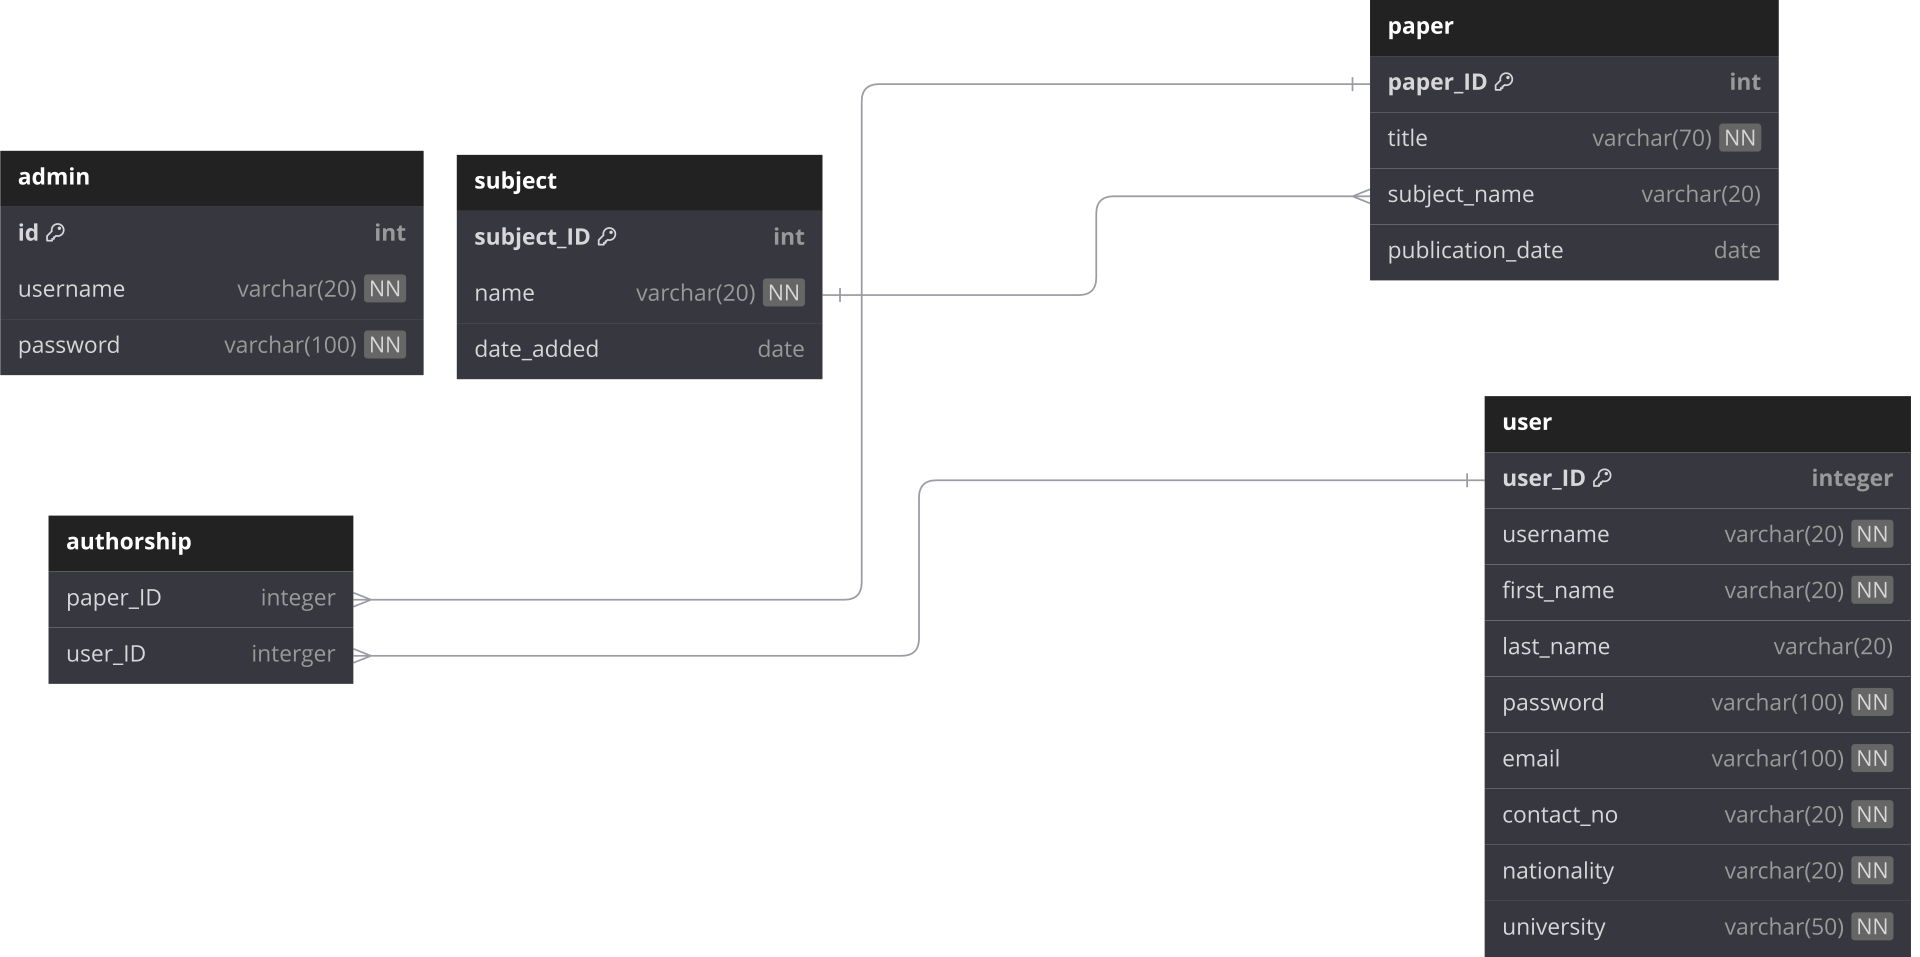 paper
paper_ID int
title varchar(70) NN
subject_name varchar(20)
publication_date date
admin
id int
username varchar(20) NN
password varchar(100) NN
subject
subject_ID int
name varchar(20) NN
date_added date
user
user_ID integer
username varchar(20) NN
first_name varchar(20) NN
last_name varchar(20)
password varchar(100) NN
email varchar(100) NN
contact_no varchar(20) NN
nationality varchar(20) NN
university varchar(50) NN
authorship
paper_ID integer
user_ID interger